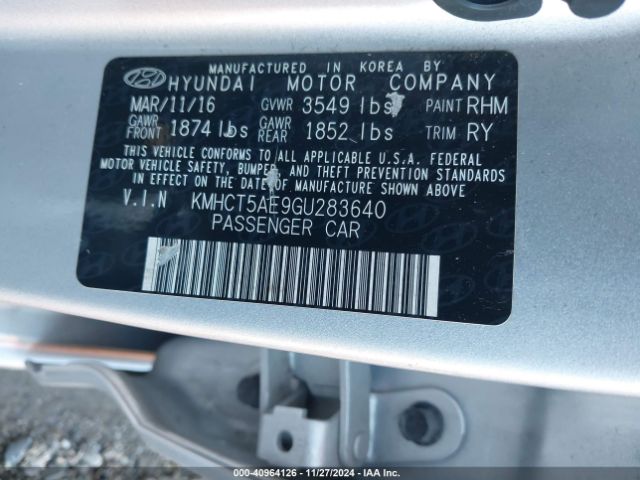 MANUFACTURED IN KOREA BY
HYUNDAI MOTOR COMPANY
MAR/11/16 GVWR 3549 lbs PAINT RHM
GAWR FRONT 1874 lbs GAWR REAR 1852 lbs TRIM RY
THIS VEHICLE CONFORMS TO ALL APPLICABLE U.S.A. FEDERAL
MOTOR VEHICLE SAFETY, BUMPER, AND THEFT PREVENTION STANDARDS
IN EFFECT ON THE DATE OF MANUFACTURE SHOWN ABOVE.
V.I.N KMHCT5AE9GU283640
PASSENGER CAR
000-40964126 - 11/27/2024 - IAA Inc.